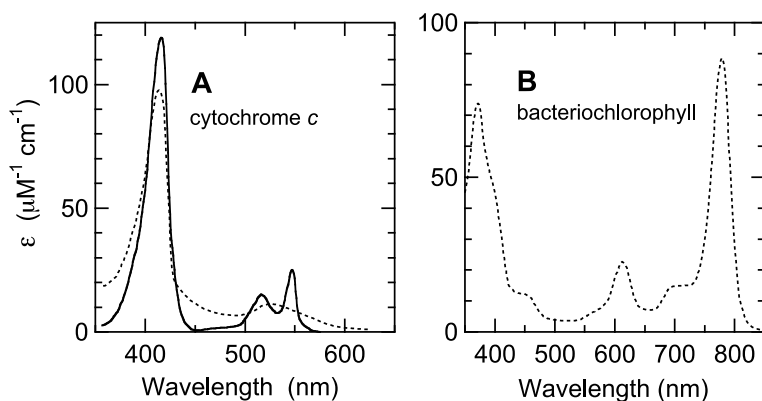 A
cytochrome c
ε (μM⁻¹ cm⁻¹)
100
50
0
400
500
600
Wavelength (nm)
B
bacteriochlorophyll
100
50
0
400
500
600
700
800
Wavelength (nm)